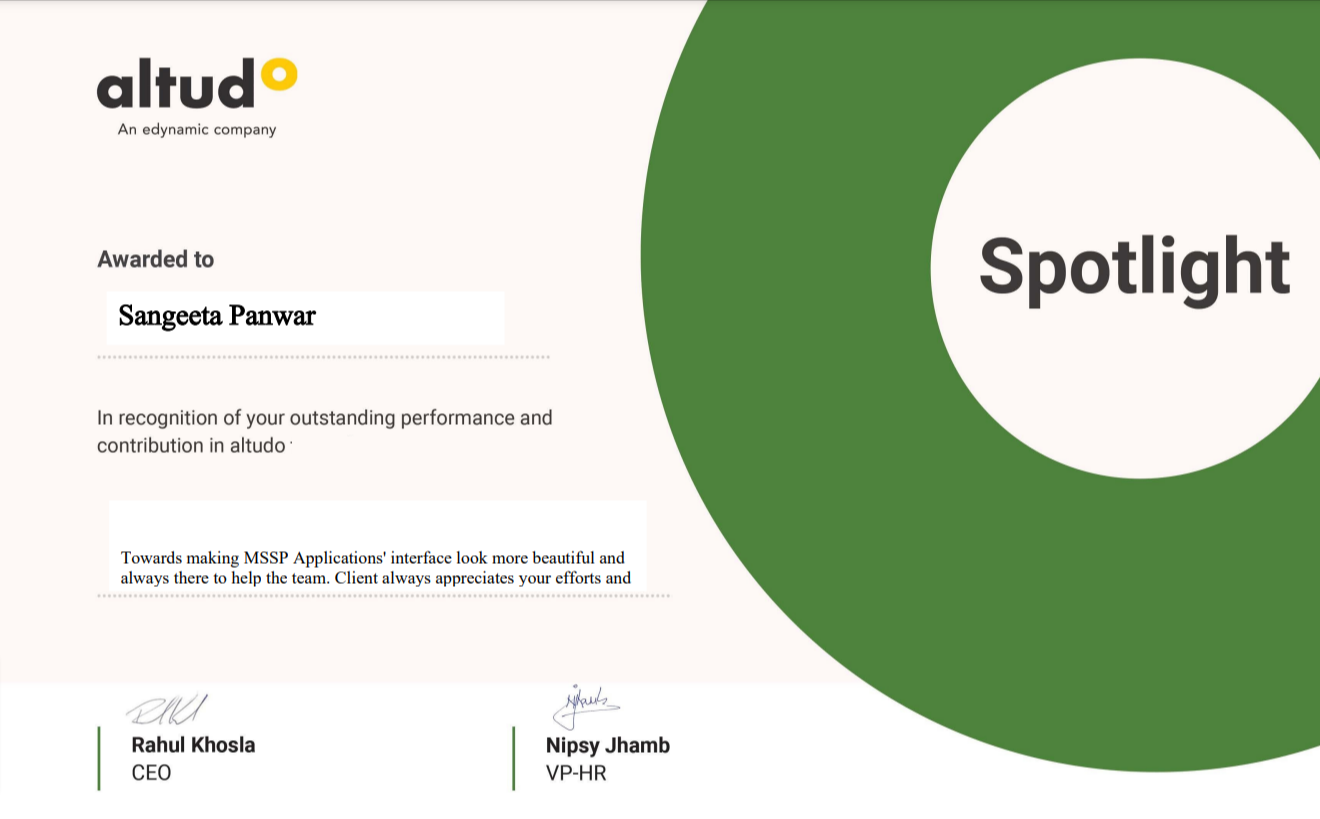 altudo
An edynamic company
Spotlight
Awarded to
Sangeeta Panwar
In recognition of your outstanding performance and
contribution in altudo
Towards making MSSP Applications' interface look more beautiful and
always there to help the team. Client always appreciates your efforts and
Rahul Khosla
CEO
Nipsy Jhamb
VP-HR